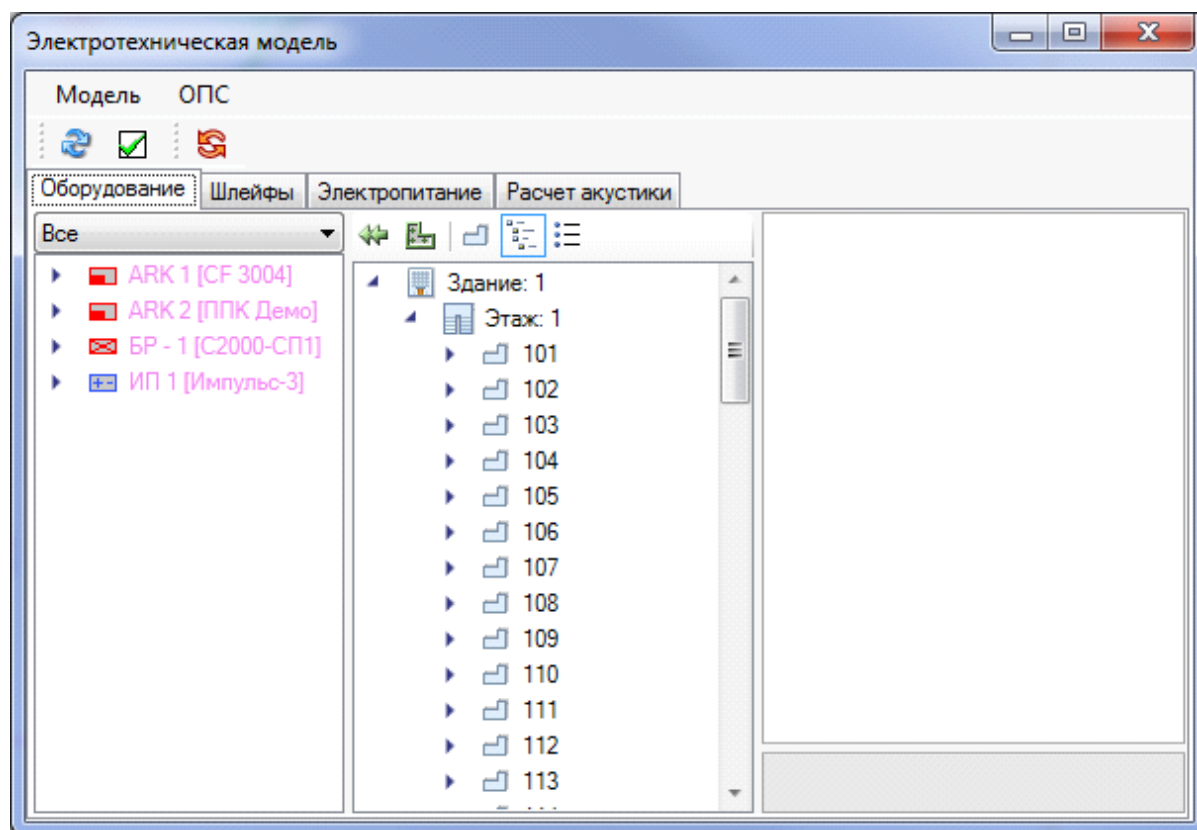 Электротехническая модель
Модель ОПС
Оборудование Шлейфы Электропитание Расчет акустики
Все
ARK 1 [CF 3004]
ARK 2 [ППК Демо]
БР - 1 [С2000-СП1]
ИП 1 [Импульс-3]
Здание: 1
Этаж: 1
101
102
103
104
105
106
107
108
109
110
111
112
113